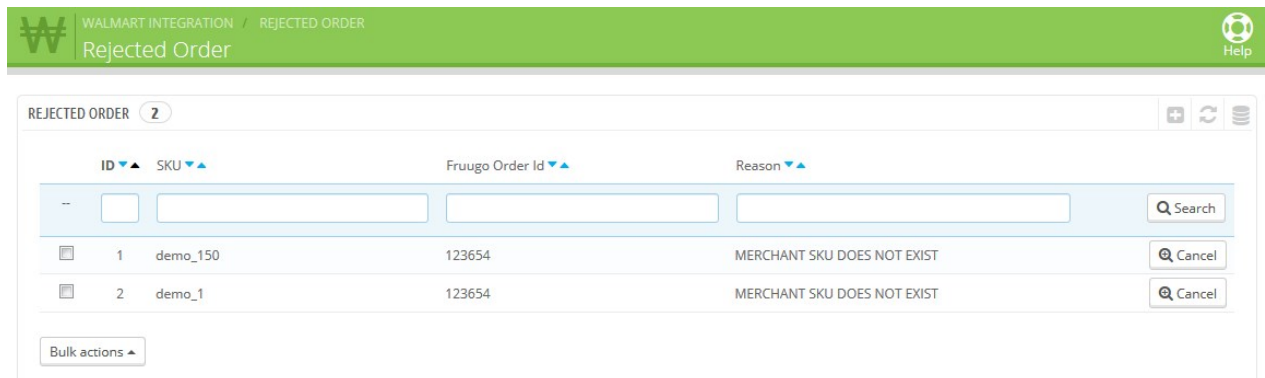 WALMART INTEGRATION / REJECTED ORDER
Rejected Order
Help
REJECTED ORDER 2
ID SKU Fruugo Order Id Reason
-- Search
1 demo_150 123654 MERCHANT SKU DOES NOT EXIST Cancel
2 demo_1 123654 MERCHANT SKU DOES NOT EXIST Cancel
Bulk actions